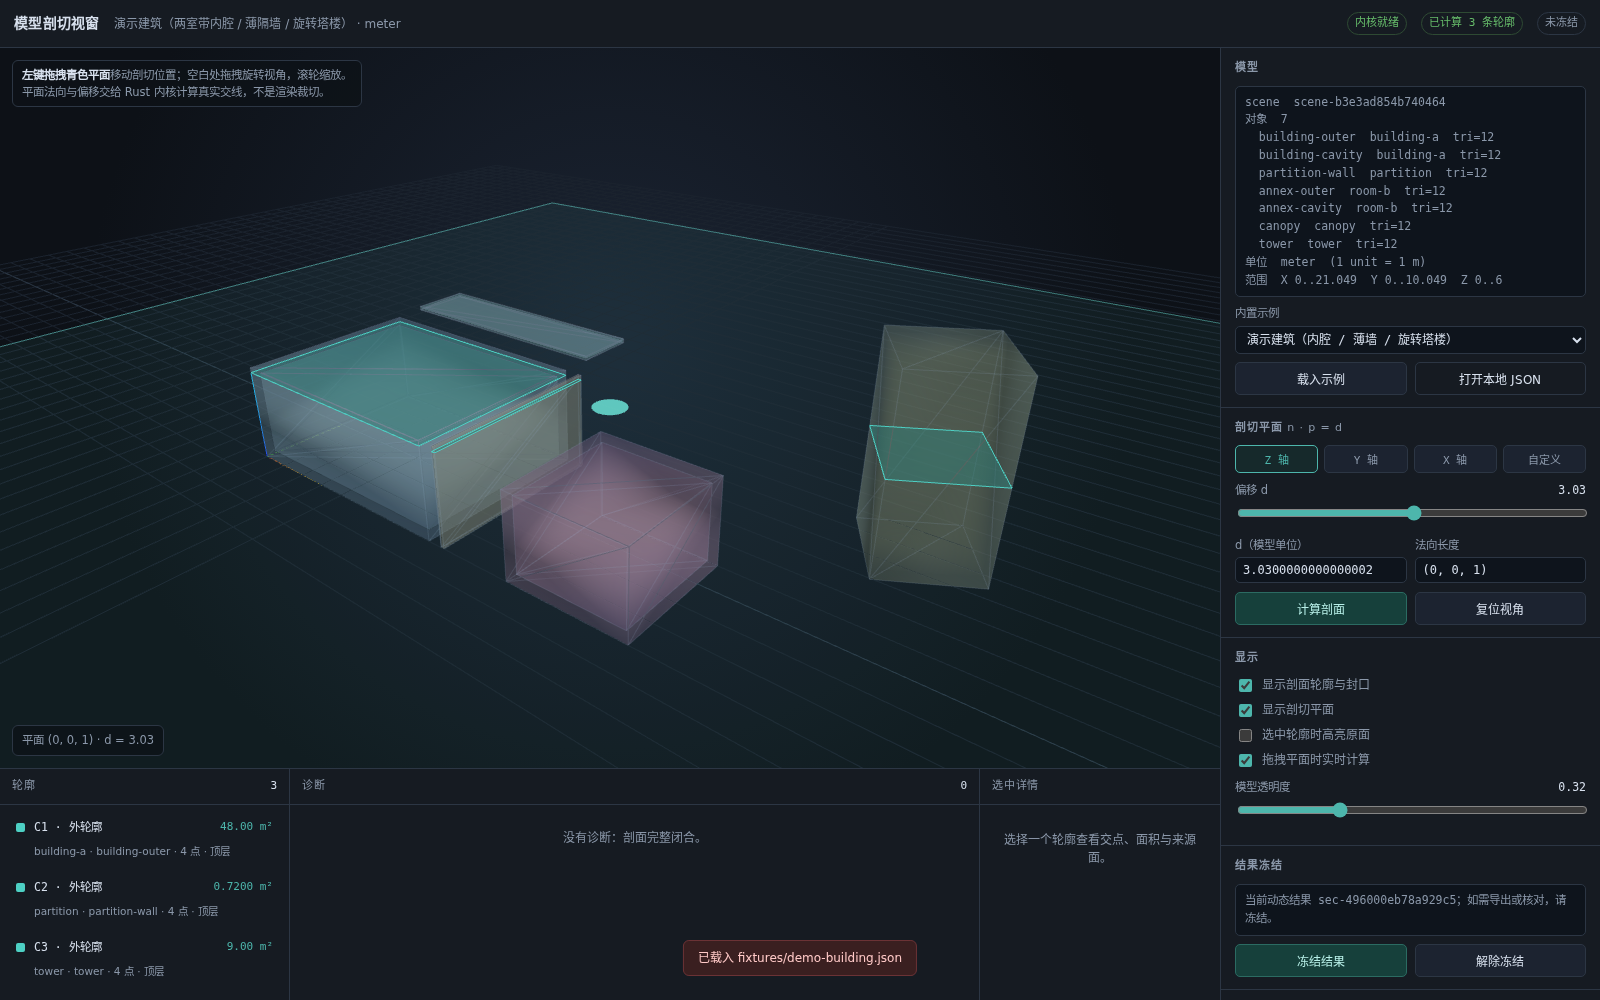 模型剖切视窗 演示建筑（两室带内腔 / 薄隔墙 / 旋转塔楼） · meter
内核就绪 已计算 3 条轮廓 未冻结
左键拖拽青色平面移动剖切位置；空白处拖拽旋转视角，滚轮缩放。
平面法向与偏移交给 Rust 内核计算真实交线，不是渲染裁切。
平面 (0, 0, 1) · d = 3.03
模型
scene scene-b3e3ad854b740464
对象 7
building-outer building-a tri=12
building-cavity building-a tri=12
partition-wall partition tri=12
annex-outer room-b tri=12
annex-cavity room-b tri=12
canopy canopy tri=12
tower tower tri=12
单位 meter (1 unit = 1 m)
范围 X 0..21.049 Y 0..10.049 Z 0..6
内置示例
演示建筑（内腔 / 薄墙 / 旋转塔楼）
载入示例 打开本地 JSON
剖切平面 n · p = d
Z 轴 Y 轴 X 轴 自定义
偏移 d 3.03
d（模型单位） 法向长度
3.0300000000000002 (0, 0, 1)
计算剖面 复位视角
显示
显示剖面轮廓与封口
显示剖切平面
选中轮廓时高亮原面
拖拽平面时实时计算
模型透明度 0.32
结果冻结
当前动态结果 sec-496000eb78a929c5；如需导出或核对，请
冻结。
冻结结果 解除冻结
轮廓 3
C1 · 外轮廓 48.00 m²
building-a · building-outer · 4 点 · 顶层
C2 · 外轮廓 0.7200 m²
partition · partition-wall · 4 点 · 顶层
C3 · 外轮廓 9.00 m²
tower · tower · 4 点 · 顶层
诊断 0
没有诊断：剖面完整闭合。
已载入 fixtures/demo-building.json
选中详情
选择一个轮廓查看交点、面积与来源
面。